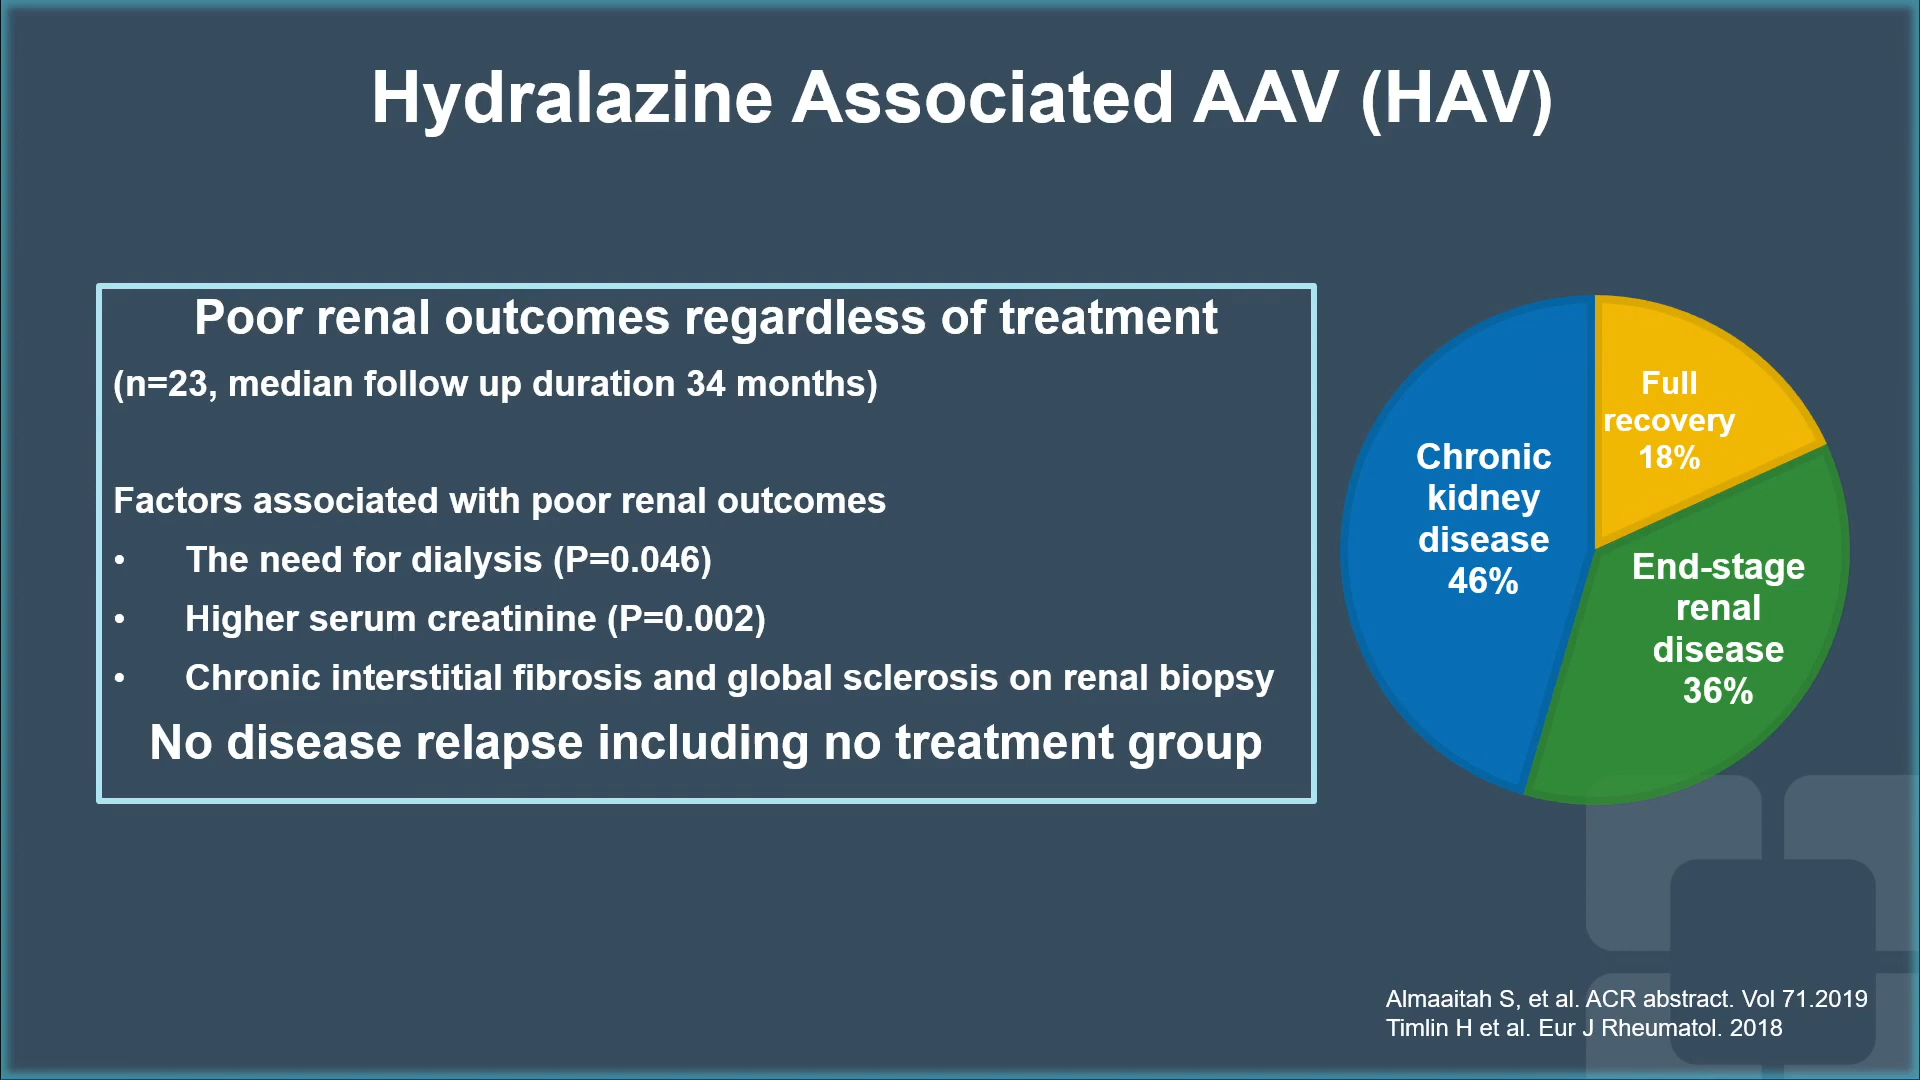 Hydralazine Associated AAV (HAV)
Poor renal outcomes regardless of treatment
(n=23, median follow up duration 34 months)
Factors associated with poor renal outcomes
• The need for dialysis (P=0.046)
• Higher serum creatinine (P=0.002)
• Chronic interstitial fibrosis and global sclerosis on renal biopsy
No disease relapse including no treatment group
Full
recovery
18%
Chronic
kidney
disease
46%
End-stage
renal
disease
36%
Almaaitah S, et al. ACR abstract. Vol 71.2019
Timlin H et al. Eur J Rheumatol. 2018